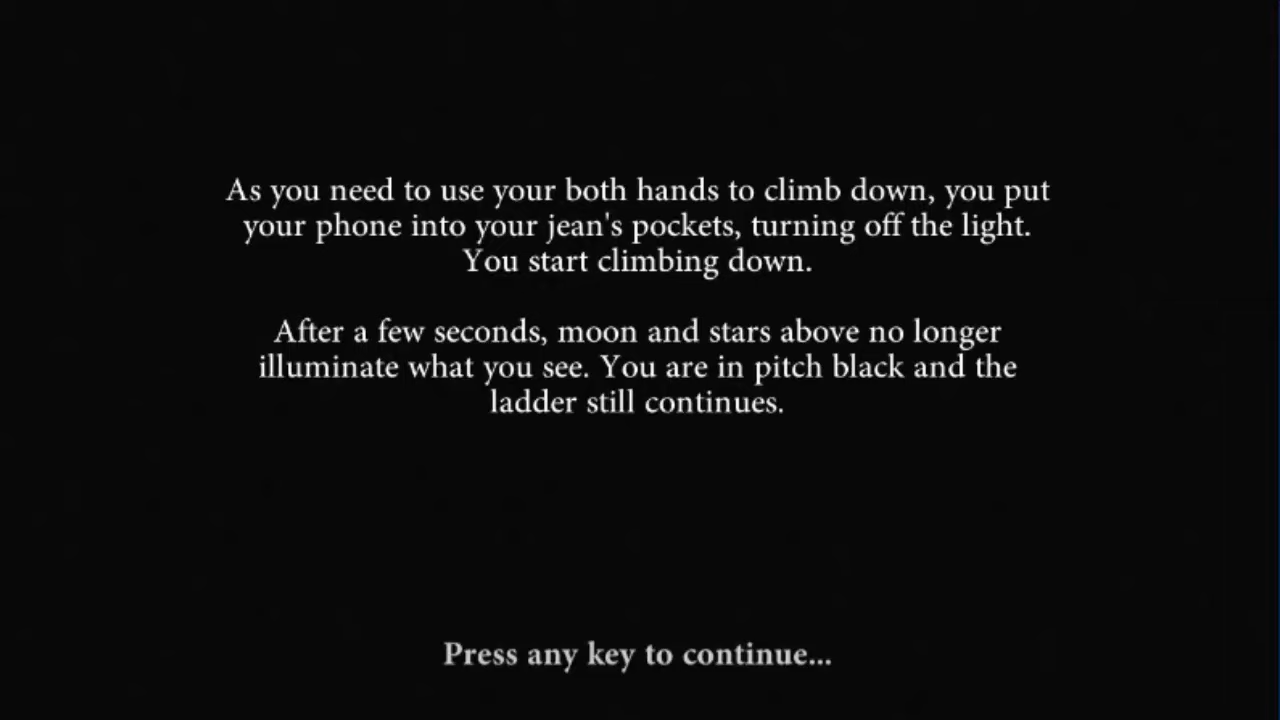 As you need to use your both hands to climb down, you put
your phone into your jean's pockets, turning off the light.
You start climbing down.
After a few seconds, moon and stars above no longer
illuminate what you see. You are in pitch black and the
ladder still continues.
Press any key to continue...